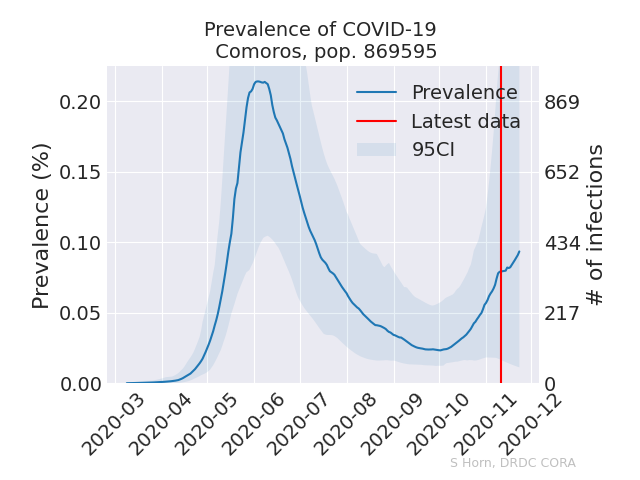 Prevalence of COVID-19
Comoros, pop. 869595
Prevalence
Latest data
95CI
Prevalence (%)
0.20
0.15
0.10
0.05
0.00
869
652
434
217
0
# of infections
2020-03
2020-04
2020-05
2020-06
2020-07
2020-08
2020-09
2020-10
2020-11
2020-12
S Horn, DRDC CORA